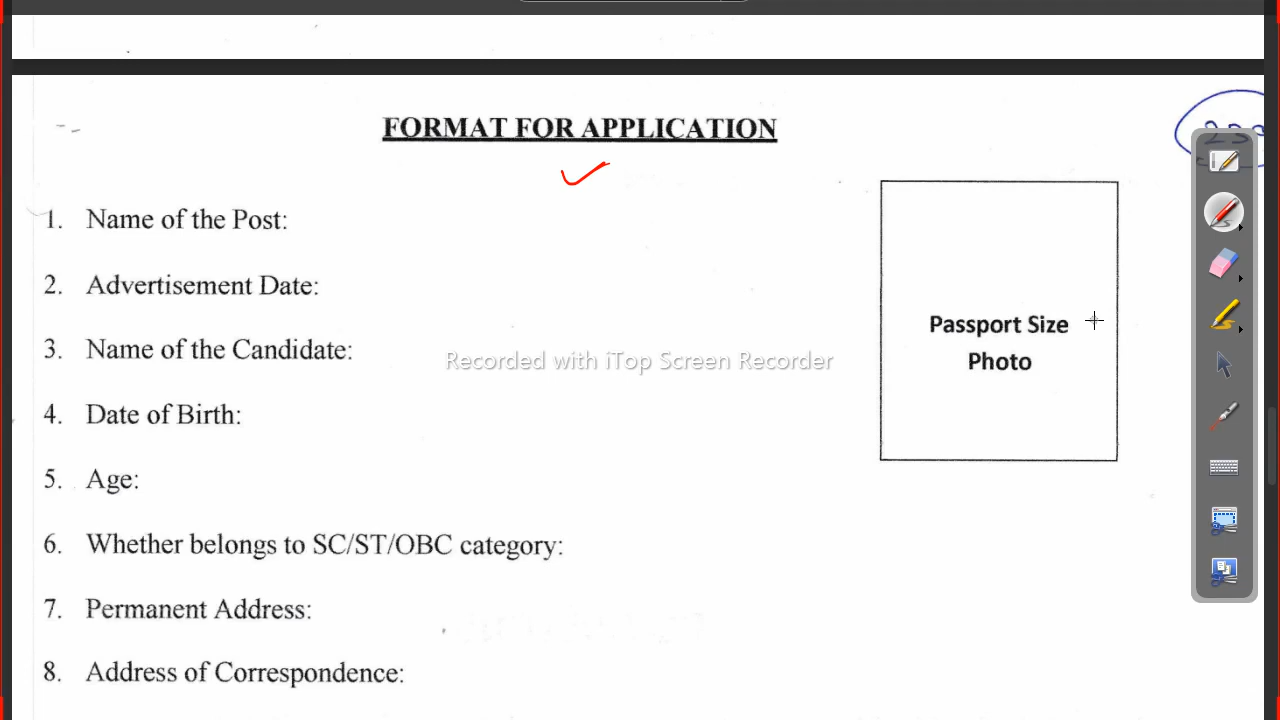 FORMAT FOR APPLICATION
1. Name of the Post:
2. Advertisement Date:
3. Name of the Candidate:
4. Date of Birth:
5. Age:
6. Whether belongs to SC/ST/OBC category:
7. Permanent Address:
8. Address of Correspondence:
Passport Size
Photo
Recorded with iTop Screen Recorder